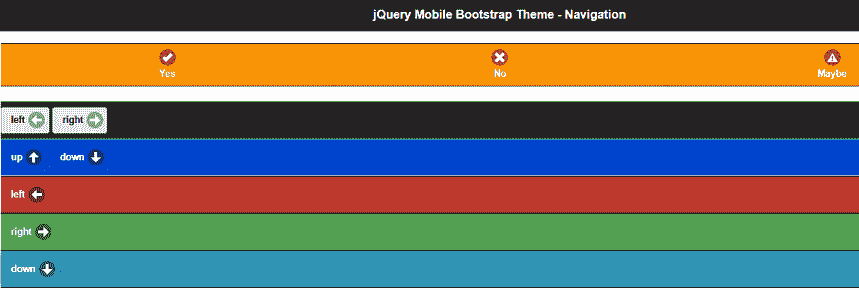 jQuery Mobile Bootstrap Theme - Navigation
Yes No Maybe
left right
up down
left
right
down